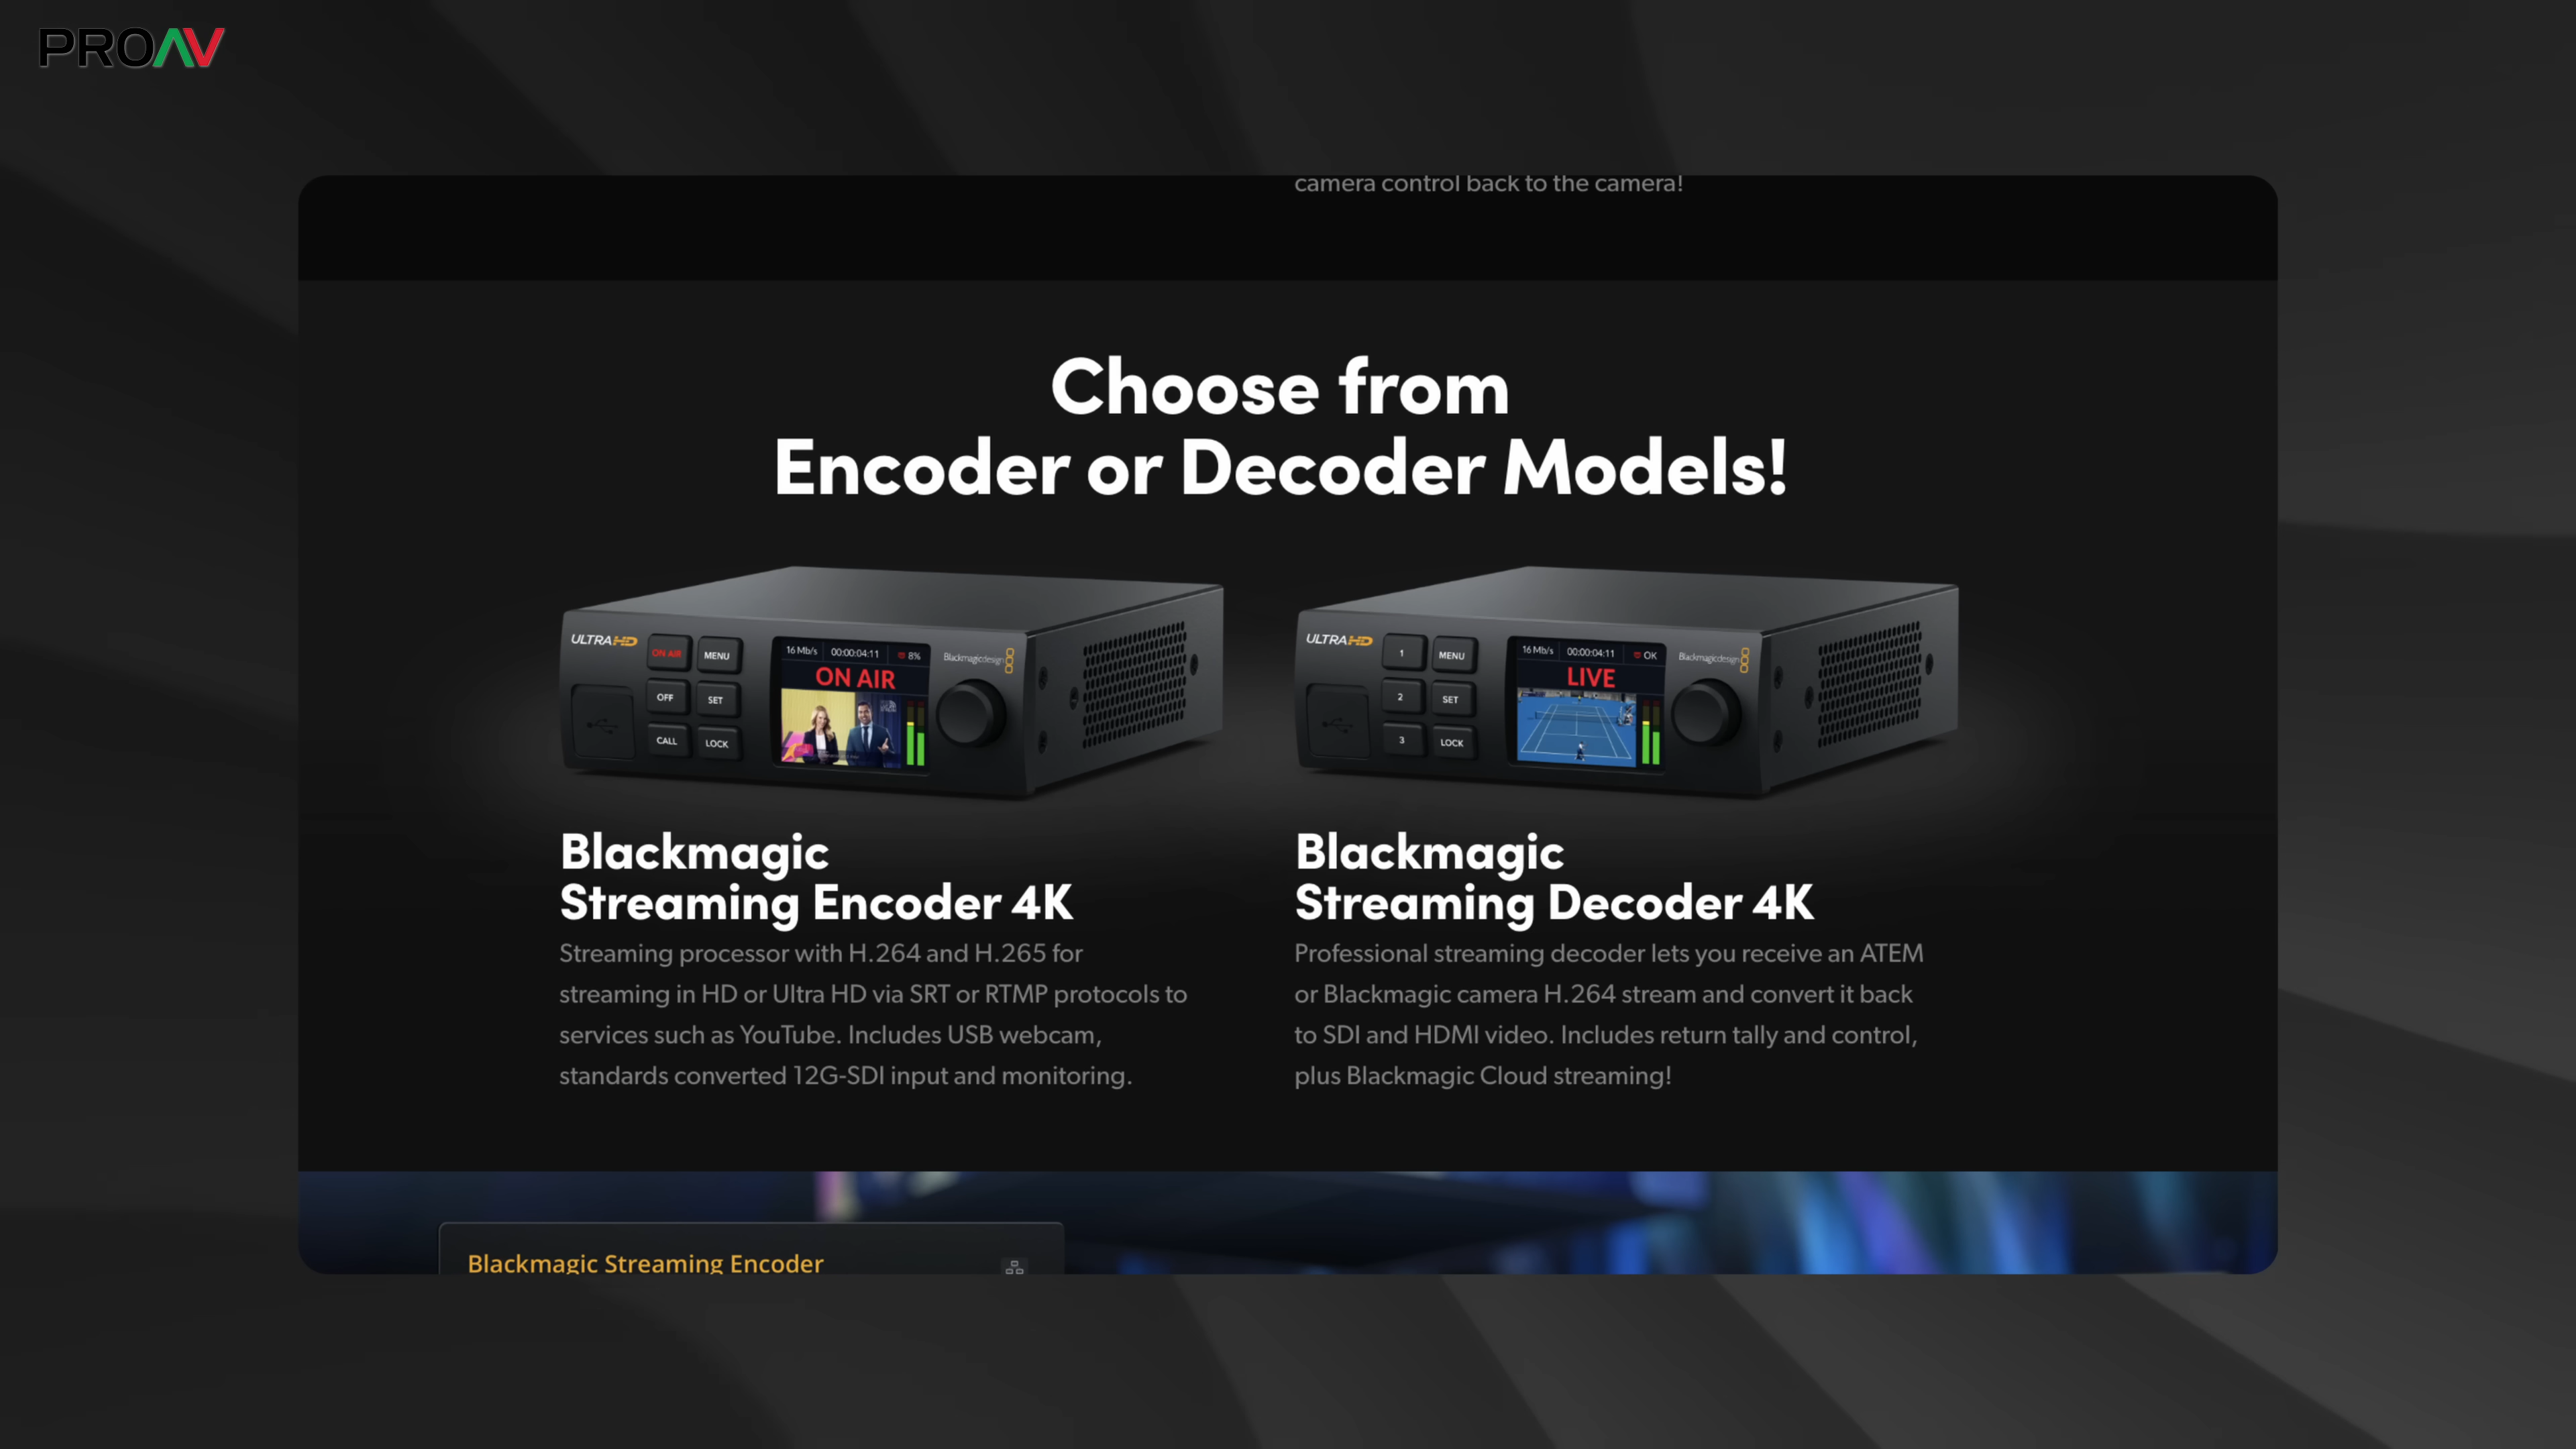 PROAV
camera control back to the camera!
Choose from
Encoder or Decoder Models!
ULTRAHD
ON AIR
MENU
OFF
SET
CALL
LOCK
16 Mb/s 00:00:04:11 8%
ON AIR
Blackmagicdesign
ULTRAHD
1
MENU
2
SET
3
LOCK
16 Mb/s 00:00:04:11 OK
LIVE
Blackmagicdesign
Blackmagic
Streaming Encoder 4K
Streaming processor with H.264 and H.265 for
streaming in HD or Ultra HD via SRT or RTMP protocols to
services such as YouTube. Includes USB webcam,
standards converted 12G-SDI input and monitoring.
Blackmagic
Streaming Decoder 4K
Professional streaming decoder lets you receive an ATEM
or Blackmagic camera H.264 stream and convert it back
to SDI and HDMI video. Includes return tally and control,
plus Blackmagic Cloud streaming!
Blackmagic Streaming Encoder